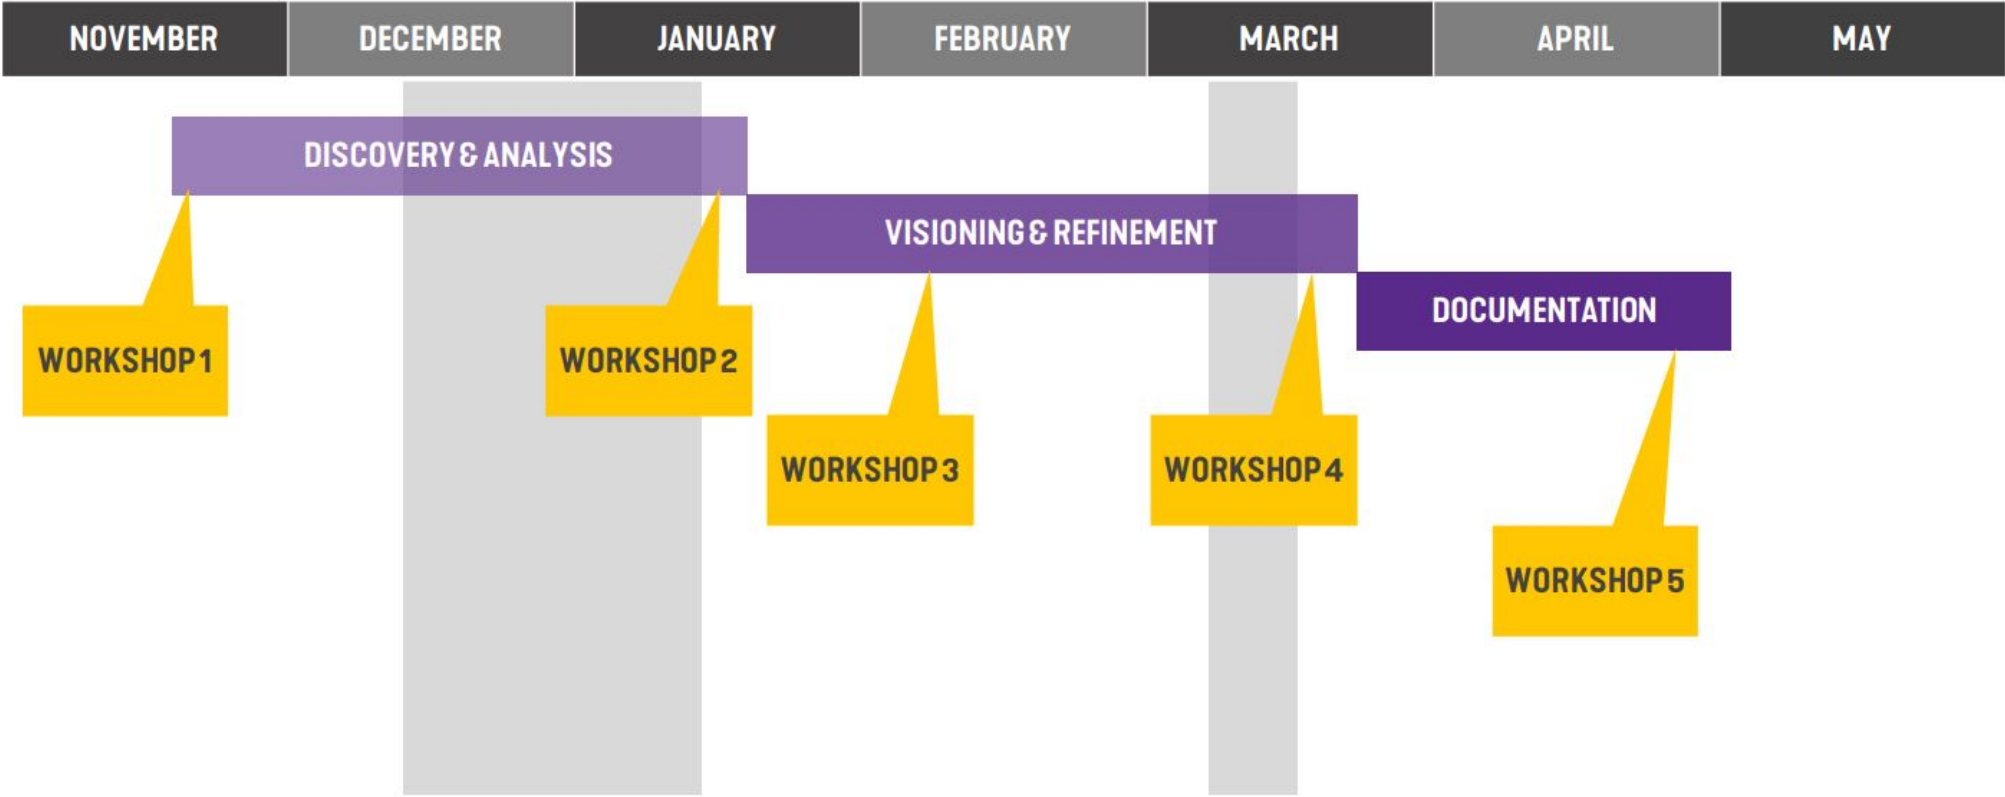 NOVEMBER DECEMBER JANUARY FEBRUARY MARCH APRIL MAY
DISCOVERY & ANALYSIS
VISIONING & REFINEMENT
DOCUMENTATION
WORKSHOP 1
WORKSHOP 2
WORKSHOP 3
WORKSHOP 4
WORKSHOP 5